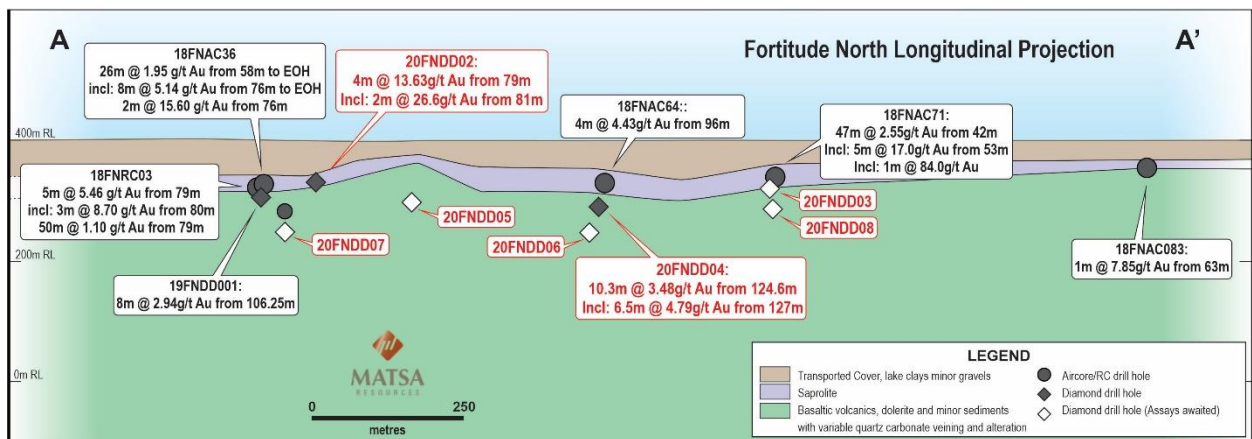 A
Fortitude North Longitudinal Projection
A'
18FNAC36
26m @ 1.95 g/t Au from 58m to EOH
incl: 8m @ 5.14 g/t Au from 76m to EOH
2m @ 15.60 g/t Au from 76m
20FNDD02:
4m @ 13.63g/t Au from 79m
Incl: 2m @ 26.6g/t Au from 81m
18FNAC64::
4m @ 4.43g/t Au from 96m
18FNAC71:
47m @ 2.55g/t Au from 42m
Incl: 5m @ 17.0g/t Au from 53m
Incl: 1m @ 84.0g/t Au
400m RL
18FNRC03
5m @ 5.46 g/t Au from 79m
incl: 3m @ 8.70 g/t Au from 80m
50m @ 1.10 g/t Au from 79m
20FNDD05
20FNDD03
20FNDD08
20FNDD07
20FNDD06
200m RL
19FNDD001:
8m @ 2.94g/t Au from 106.25m
20FNDD04:
10.3m @ 3.48g/t Au from 124.6m
Incl: 6.5m @ 4.79g/t Au from 127m
18FNAC083:
1m @ 7.85g/t Au from 63m
0m RL
MATSA
RESOURCES
0 250
metres
LEGEND
Transported Cover, lake clays minor gravels
Saprolite
Basaltic volcanics, dolerite and minor sediments
with variable quartz carbonate veining and alteration
Aircore/RC drill hole
Diamond drill hole
Diamond drill hole (Assays awaited)